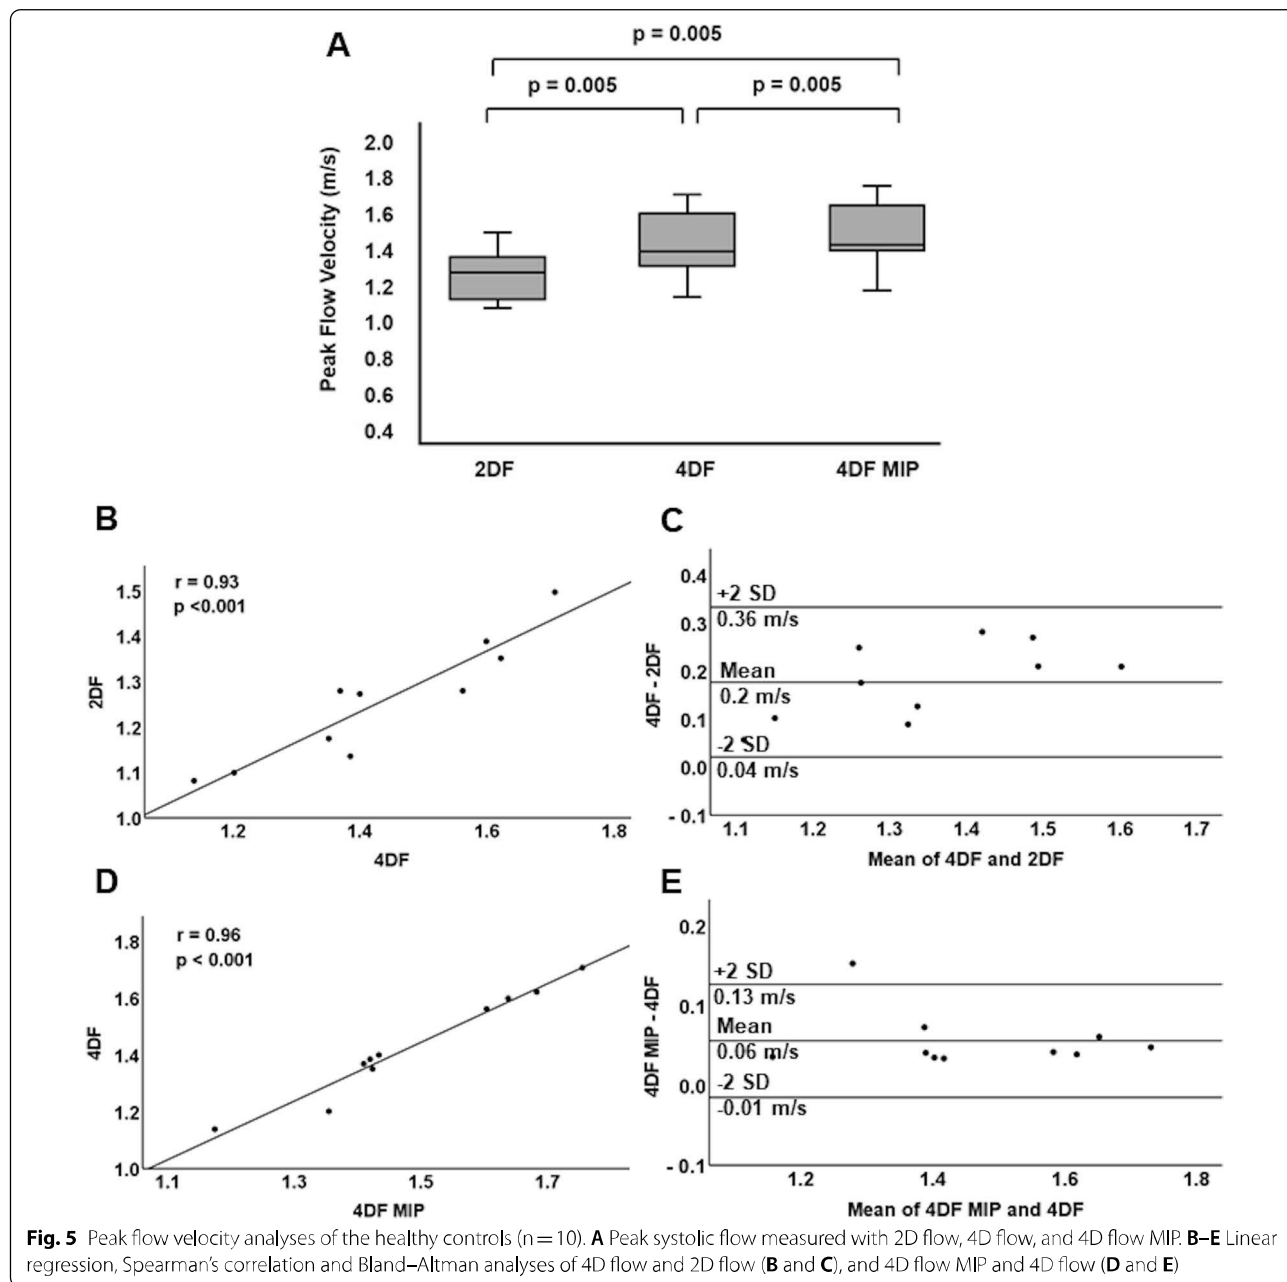 A
p = 0.005
p = 0.005
p = 0.005
Peak Flow Velocity (m/s)
2.0
1.8
1.6
1.4
1.2
1.0
0.8
0.6
0.4
2DF
4DF
4DF MIP
B
r = 0.93
p <0.001
2DF
1.5
1.4
1.3
1.2
1.1
1.0
1.2
1.4
1.6
1.8
4DF
C
4DF - 2DF
0.4
0.3
0.2
0.1
0.0
- 0.1
+2 SD
0.36 m/s
Mean
0.2 m/s
-2 SD
0.04 m/s
1.1
1.2
1.3
1.4
1.5
1.6
1.7
Mean of 4DF and 2DF
D
r = 0.96
p < 0.001
4DF
1.8
1.6
1.4
1.2
1.0
1.1
1.3
1.5
1.7
4DF MIP
E
4DF MIP - 4DF
0.2
0.1
0.0
- 0.1
+2 SD
0.13 m/s
Mean
0.06 m/s
-2 SD
-0.01 m/s
1.2
1.4
1.6
1.8
Mean of 4DF MIP and 4DF
Fig. 5 Peak flow velocity analyses of the healthy controls (n = 10). A Peak systolic flow measured with 2D flow, 4D flow, and 4D flow MIP. B–E Linear
regression, Spearman's correlation and Bland–Altman analyses of 4D flow and 2D flow (B and C), and 4D flow MIP and 4D flow (D and E)